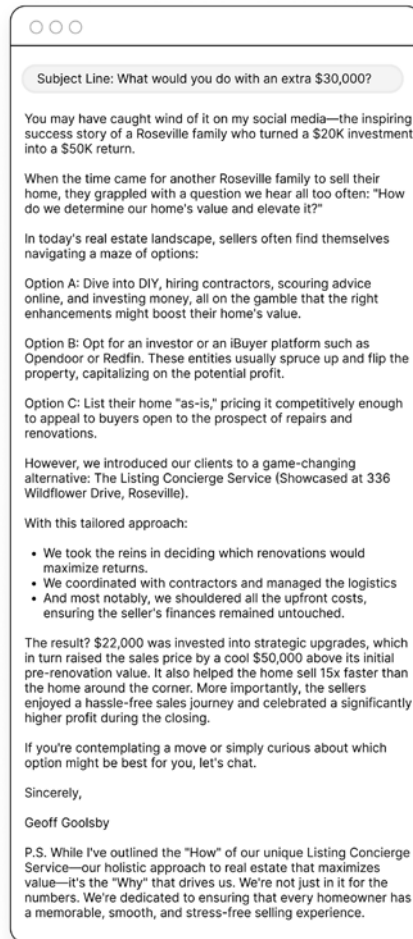 Subject Line: What would you do with an extra $30,000?
You may have caught wind of it on my social media—the inspiring
success story of a Roseville family who turned a $20K investment
into a $50K return.
When the time came for another Roseville family to sell their
home, they grappled with a question we hear all too often: "How
do we determine our home's value and elevate it?"
In today's real estate landscape, sellers often find themselves
navigating a maze of options:
Option A: Dive into DIY, hiring contractors, scouring advice
online, and investing money, all on the gamble that the right
enhancements might boost their home's value.
Option B: Opt for an investor or an iBuyer platform such as
Opendoor or Redfin. These entities usually spruce up and flip the
property, capitalizing on the potential profit.
Option C: List their home "as-is," pricing it competitively enough
to appeal to buyers open to the prospect of repairs and
renovations.
However, we introduced our clients to a game-changing
alternative: The Listing Concierge Service (Showcased at 336
Wildflower Drive, Roseville).
With this tailored approach:
• We took the reins in deciding which renovations would
maximize returns.
• We coordinated with contractors and managed the logistics
• And most notably, we shouldered all the upfront costs,
ensuring the seller's finances remained untouched.
The result? $22,000 was invested into strategic upgrades, which
in turn raised the sales price by a cool $50,000 above its initial
pre-renovation value. It also helped the home sell 15x faster than
the home around the corner. More importantly, the sellers
enjoyed a hassle-free sales journey and celebrated a significantly
higher profit during the closing.
If you're contemplating a move or simply curious about which
option might be best for you, let's chat.
Sincerely,
Geoff Goolsby
P.S. While I've outlined the "How" of our unique Listing Concierge
Service—our holistic approach to real estate that maximizes
value—it's the "Why" that drives us. We're not just in it for the
numbers. We're dedicated to ensuring that every homeowner has
a memorable, smooth, and stress-free selling experience.